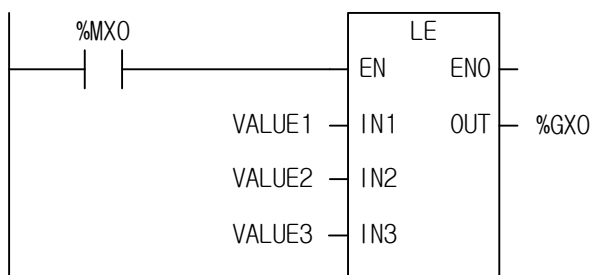 %MX0
LE
EN ENO
VALUE1 IN1 OUT %GX0
VALUE2 IN2
VALUE3 IN3